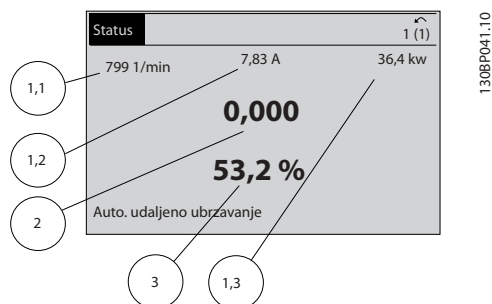 Status
1 (1)
799 1/min 7,83 A 36,4 kw
0,000
53,2 %
Auto. udaljeno ubrzavanje
1,1
1,2
2
3
1,3
130BP041.10